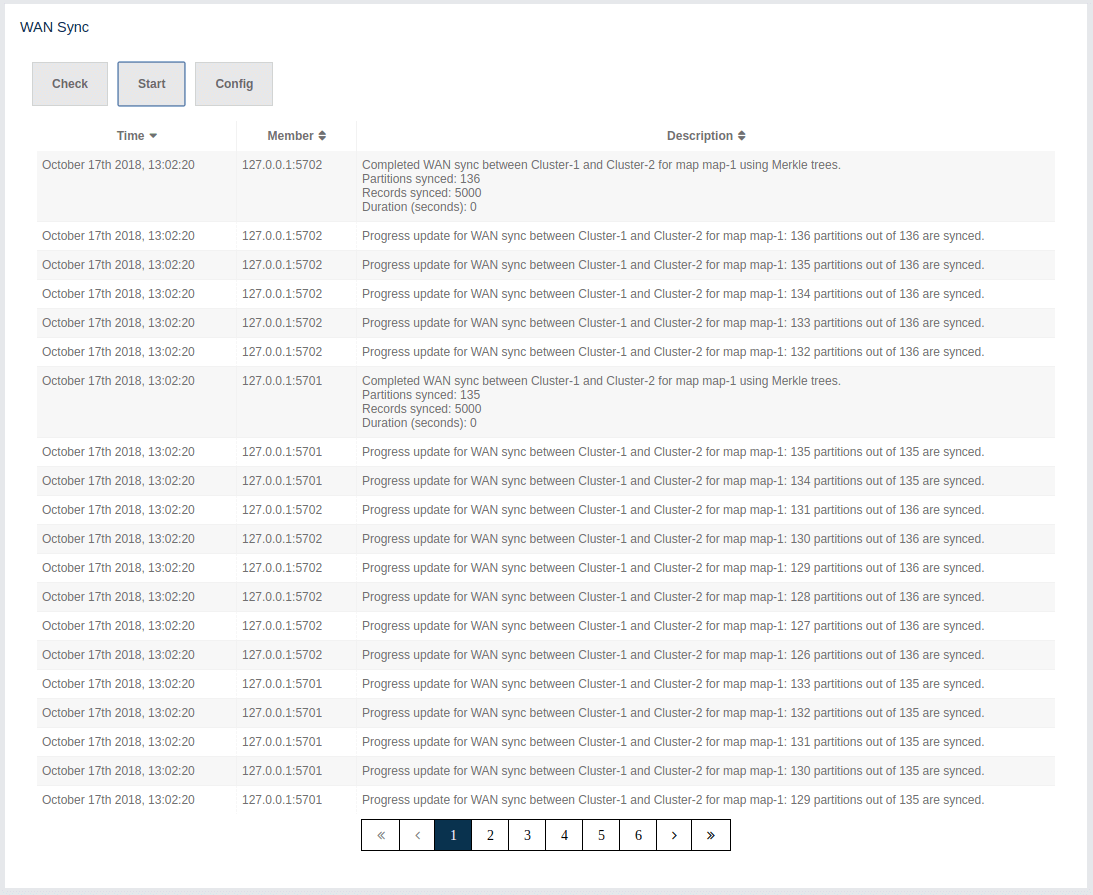 WAN Sync
Check Start Config
Time Member Description
October 17th 2018, 13:02:20 127.0.0.1:5702 Completed WAN sync between Cluster-1 and Cluster-2 for map map-1 using Merkle trees.
Partitions synced: 136
Records synced: 5000
Duration (seconds): 0
October 17th 2018, 13:02:20 127.0.0.1:5702 Progress update for WAN sync between Cluster-1 and Cluster-2 for map map-1: 136 partitions out of 136 are synced.
October 17th 2018, 13:02:20 127.0.0.1:5702 Progress update for WAN sync between Cluster-1 and Cluster-2 for map map-1: 135 partitions out of 136 are synced.
October 17th 2018, 13:02:20 127.0.0.1:5702 Progress update for WAN sync between Cluster-1 and Cluster-2 for map map-1: 134 partitions out of 136 are synced.
October 17th 2018, 13:02:20 127.0.0.1:5702 Progress update for WAN sync between Cluster-1 and Cluster-2 for map map-1: 133 partitions out of 136 are synced.
October 17th 2018, 13:02:20 127.0.0.1:5702 Progress update for WAN sync between Cluster-1 and Cluster-2 for map map-1: 132 partitions out of 136 are synced.
October 17th 2018, 13:02:20 127.0.0.1:5701 Completed WAN sync between Cluster-1 and Cluster-2 for map map-1 using Merkle trees.
Partitions synced: 135
Records synced: 5000
Duration (seconds): 0
October 17th 2018, 13:02:20 127.0.0.1:5701 Progress update for WAN sync between Cluster-1 and Cluster-2 for map map-1: 135 partitions out of 135 are synced.
October 17th 2018, 13:02:20 127.0.0.1:5701 Progress update for WAN sync between Cluster-1 and Cluster-2 for map map-1: 134 partitions out of 135 are synced.
October 17th 2018, 13:02:20 127.0.0.1:5702 Progress update for WAN sync between Cluster-1 and Cluster-2 for map map-1: 131 partitions out of 136 are synced.
October 17th 2018, 13:02:20 127.0.0.1:5702 Progress update for WAN sync between Cluster-1 and Cluster-2 for map map-1: 130 partitions out of 136 are synced.
October 17th 2018, 13:02:20 127.0.0.1:5702 Progress update for WAN sync between Cluster-1 and Cluster-2 for map map-1: 129 partitions out of 136 are synced.
October 17th 2018, 13:02:20 127.0.0.1:5702 Progress update for WAN sync between Cluster-1 and Cluster-2 for map map-1: 128 partitions out of 136 are synced.
October 17th 2018, 13:02:20 127.0.0.1:5702 Progress update for WAN sync between Cluster-1 and Cluster-2 for map map-1: 127 partitions out of 136 are synced.
October 17th 2018, 13:02:20 127.0.0.1:5702 Progress update for WAN sync between Cluster-1 and Cluster-2 for map map-1: 126 partitions out of 136 are synced.
October 17th 2018, 13:02:20 127.0.0.1:5701 Progress update for WAN sync between Cluster-1 and Cluster-2 for map map-1: 133 partitions out of 135 are synced.
October 17th 2018, 13:02:20 127.0.0.1:5701 Progress update for WAN sync between Cluster-1 and Cluster-2 for map map-1: 132 partitions out of 135 are synced.
October 17th 2018, 13:02:20 127.0.0.1:5701 Progress update for WAN sync between Cluster-1 and Cluster-2 for map map-1: 131 partitions out of 135 are synced.
October 17th 2018, 13:02:20 127.0.0.1:5701 Progress update for WAN sync between Cluster-1 and Cluster-2 for map map-1: 130 partitions out of 135 are synced.
October 17th 2018, 13:02:20 127.0.0.1:5701 Progress update for WAN sync between Cluster-1 and Cluster-2 for map map-1: 129 partitions out of 135 are synced.
« ‹ 1 2 3 4 5 6 › »